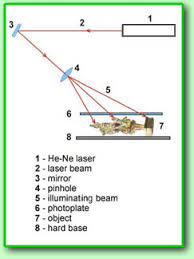 1
2
3
4
5
6
7
8
1 - He-Ne laser
2 - laser beam
3 - mirror
4 - pinhole
5 - illuminating beam
6 - photoplate
7 - object
8 - hard base